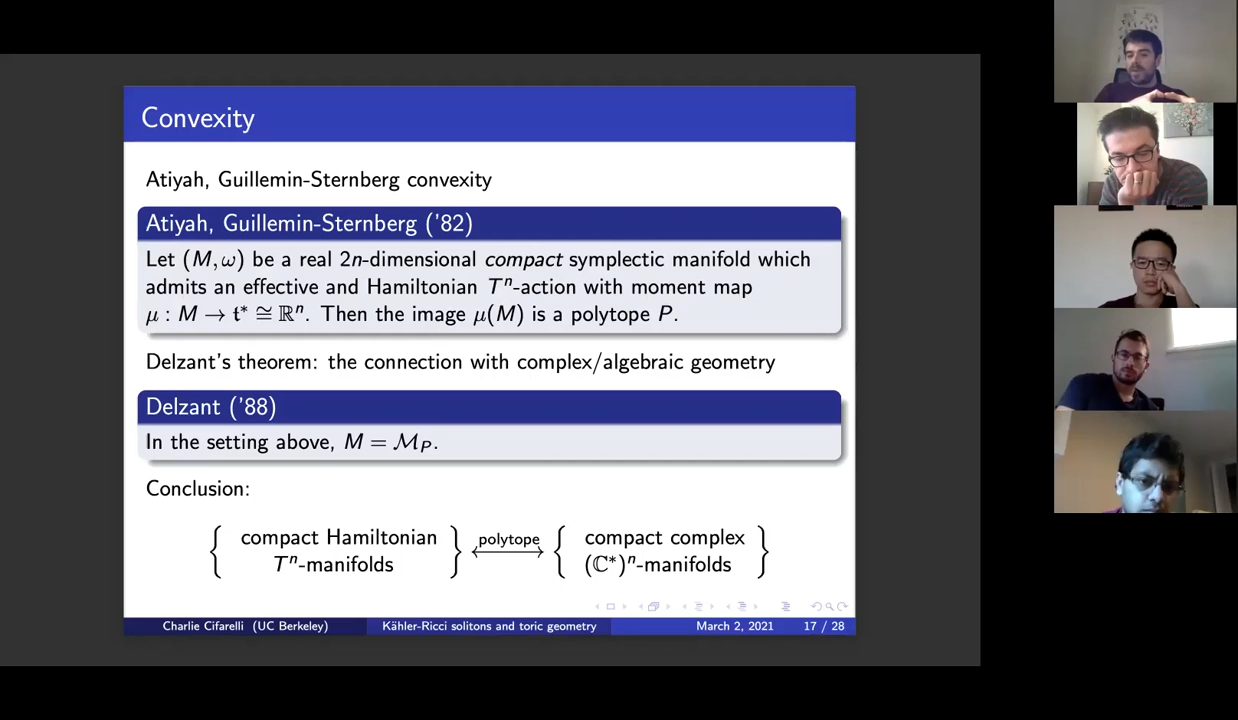 Convexity
Atiyah, Guillemin-Sternberg convexity
Atiyah, Guillemin-Sternberg ('82)
Let (M, ω) be a real 2n-dimensional compact symplectic manifold which
admits an effective and Hamiltonian Tⁿ-action with moment map
μ : M → 𝔱* ≅ ℝⁿ. Then the image μ(M) is a polytope P.
Delzant's theorem: the connection with complex/algebraic geometry
Delzant ('88)
In the setting above, M = ℳ_P.
Conclusion:
{ compact Hamiltonian } polytope { compact complex }
Tⁿ-manifolds ⟷ (ℂ*)ⁿ-manifolds
Charlie Cifarelli (UC Berkeley) Kähler-Ricci solitons and toric geometry March 2, 2021 17 / 28